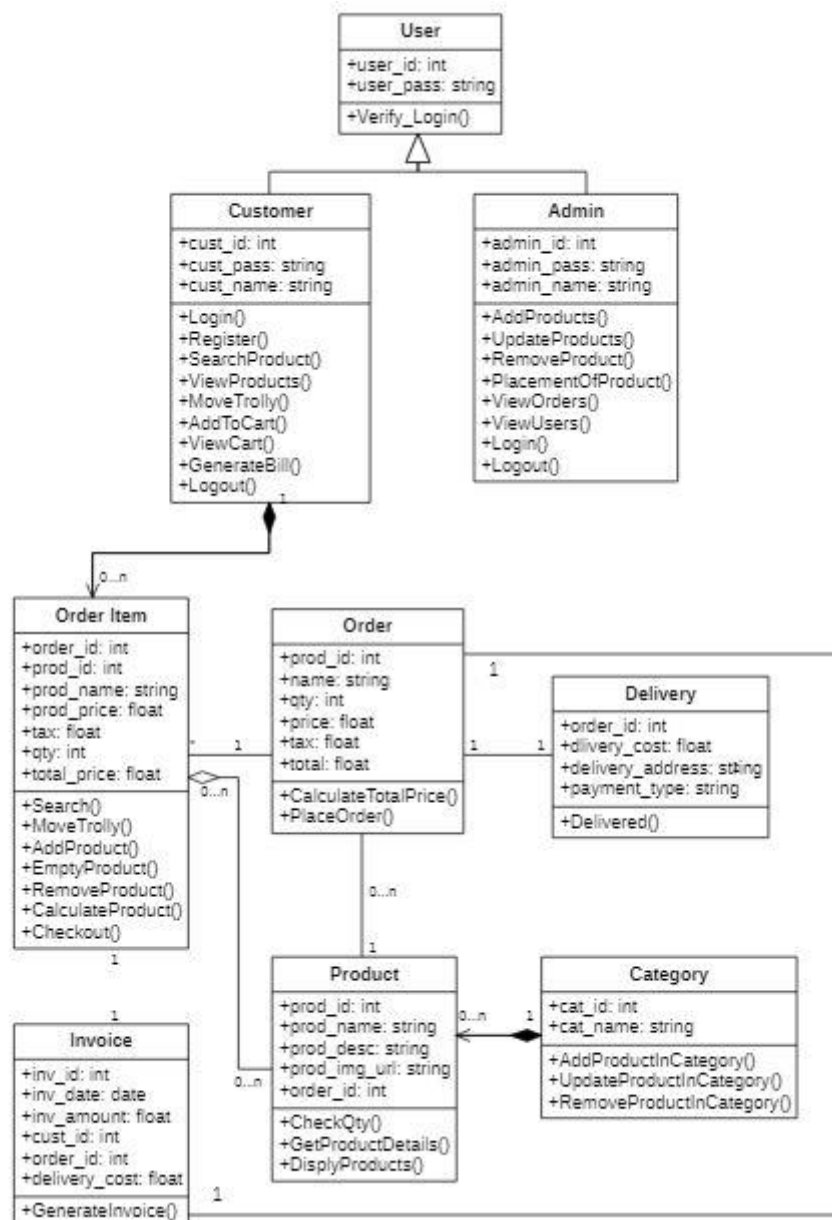 User
+user_id: int
+user_pass: string
+Verify_Login()
Customer
+cust_id: int
+cust_pass: string
+cust_name: string
+Login()
+Register()
+SearchProduct()
+ViewProducts()
+MoveTrolly()
+AddToCart()
+ViewCart()
+GenerateBill()
+Logout()
1
Admin
+admin_id: int
+admin_pass: string
+admin_name: string
+AddProducts()
+UpdateProducts()
+RemoveProduct()
+PlacementOfProduct()
+ViewOrders()
+ViewUsers()
+Login()
+Logout()
0...n
Order Item
+order_id: int
+prod_id: int
+prod_name: string
+prod_price: float
+tax: float
+qty: int
+total_price: float
+Search()
+MoveTrolly()
+AddProduct()
+EmptyProduct()
+RemoveProduct()
+CalculateProduct()
+Checkout()
* 1
0...n
Order
+prod_id: int
+name: string
+qty: int
+price: float
+tax: float
+total: float
+CalculateTotalPrice()
+PlaceOrder()
1
1 1
Delivery
+order_id: int
+dlivery_cost: float
+delivery_address: string
+payment_type: string
+Delivered()
0...n
1
1
1
Invoice
+inv_id: int
+inv_date: date
+inv_amount: float
+cust_id: int
+order_id: int
+delivery_cost: float
+GenerateInvoice()
1
0...n
Product
+prod_id: int
+prod_name: string
+prod_desc: string
+prod_img_url: string
+order_id: int
+CheckQty()
+GetProductDetails()
+DisplyProducts()
0...n 1
Category
+cat_id: int
+cat_name: string
+AddProductInCategory()
+UpdateProductInCategory()
+RemoveProductInCategory()